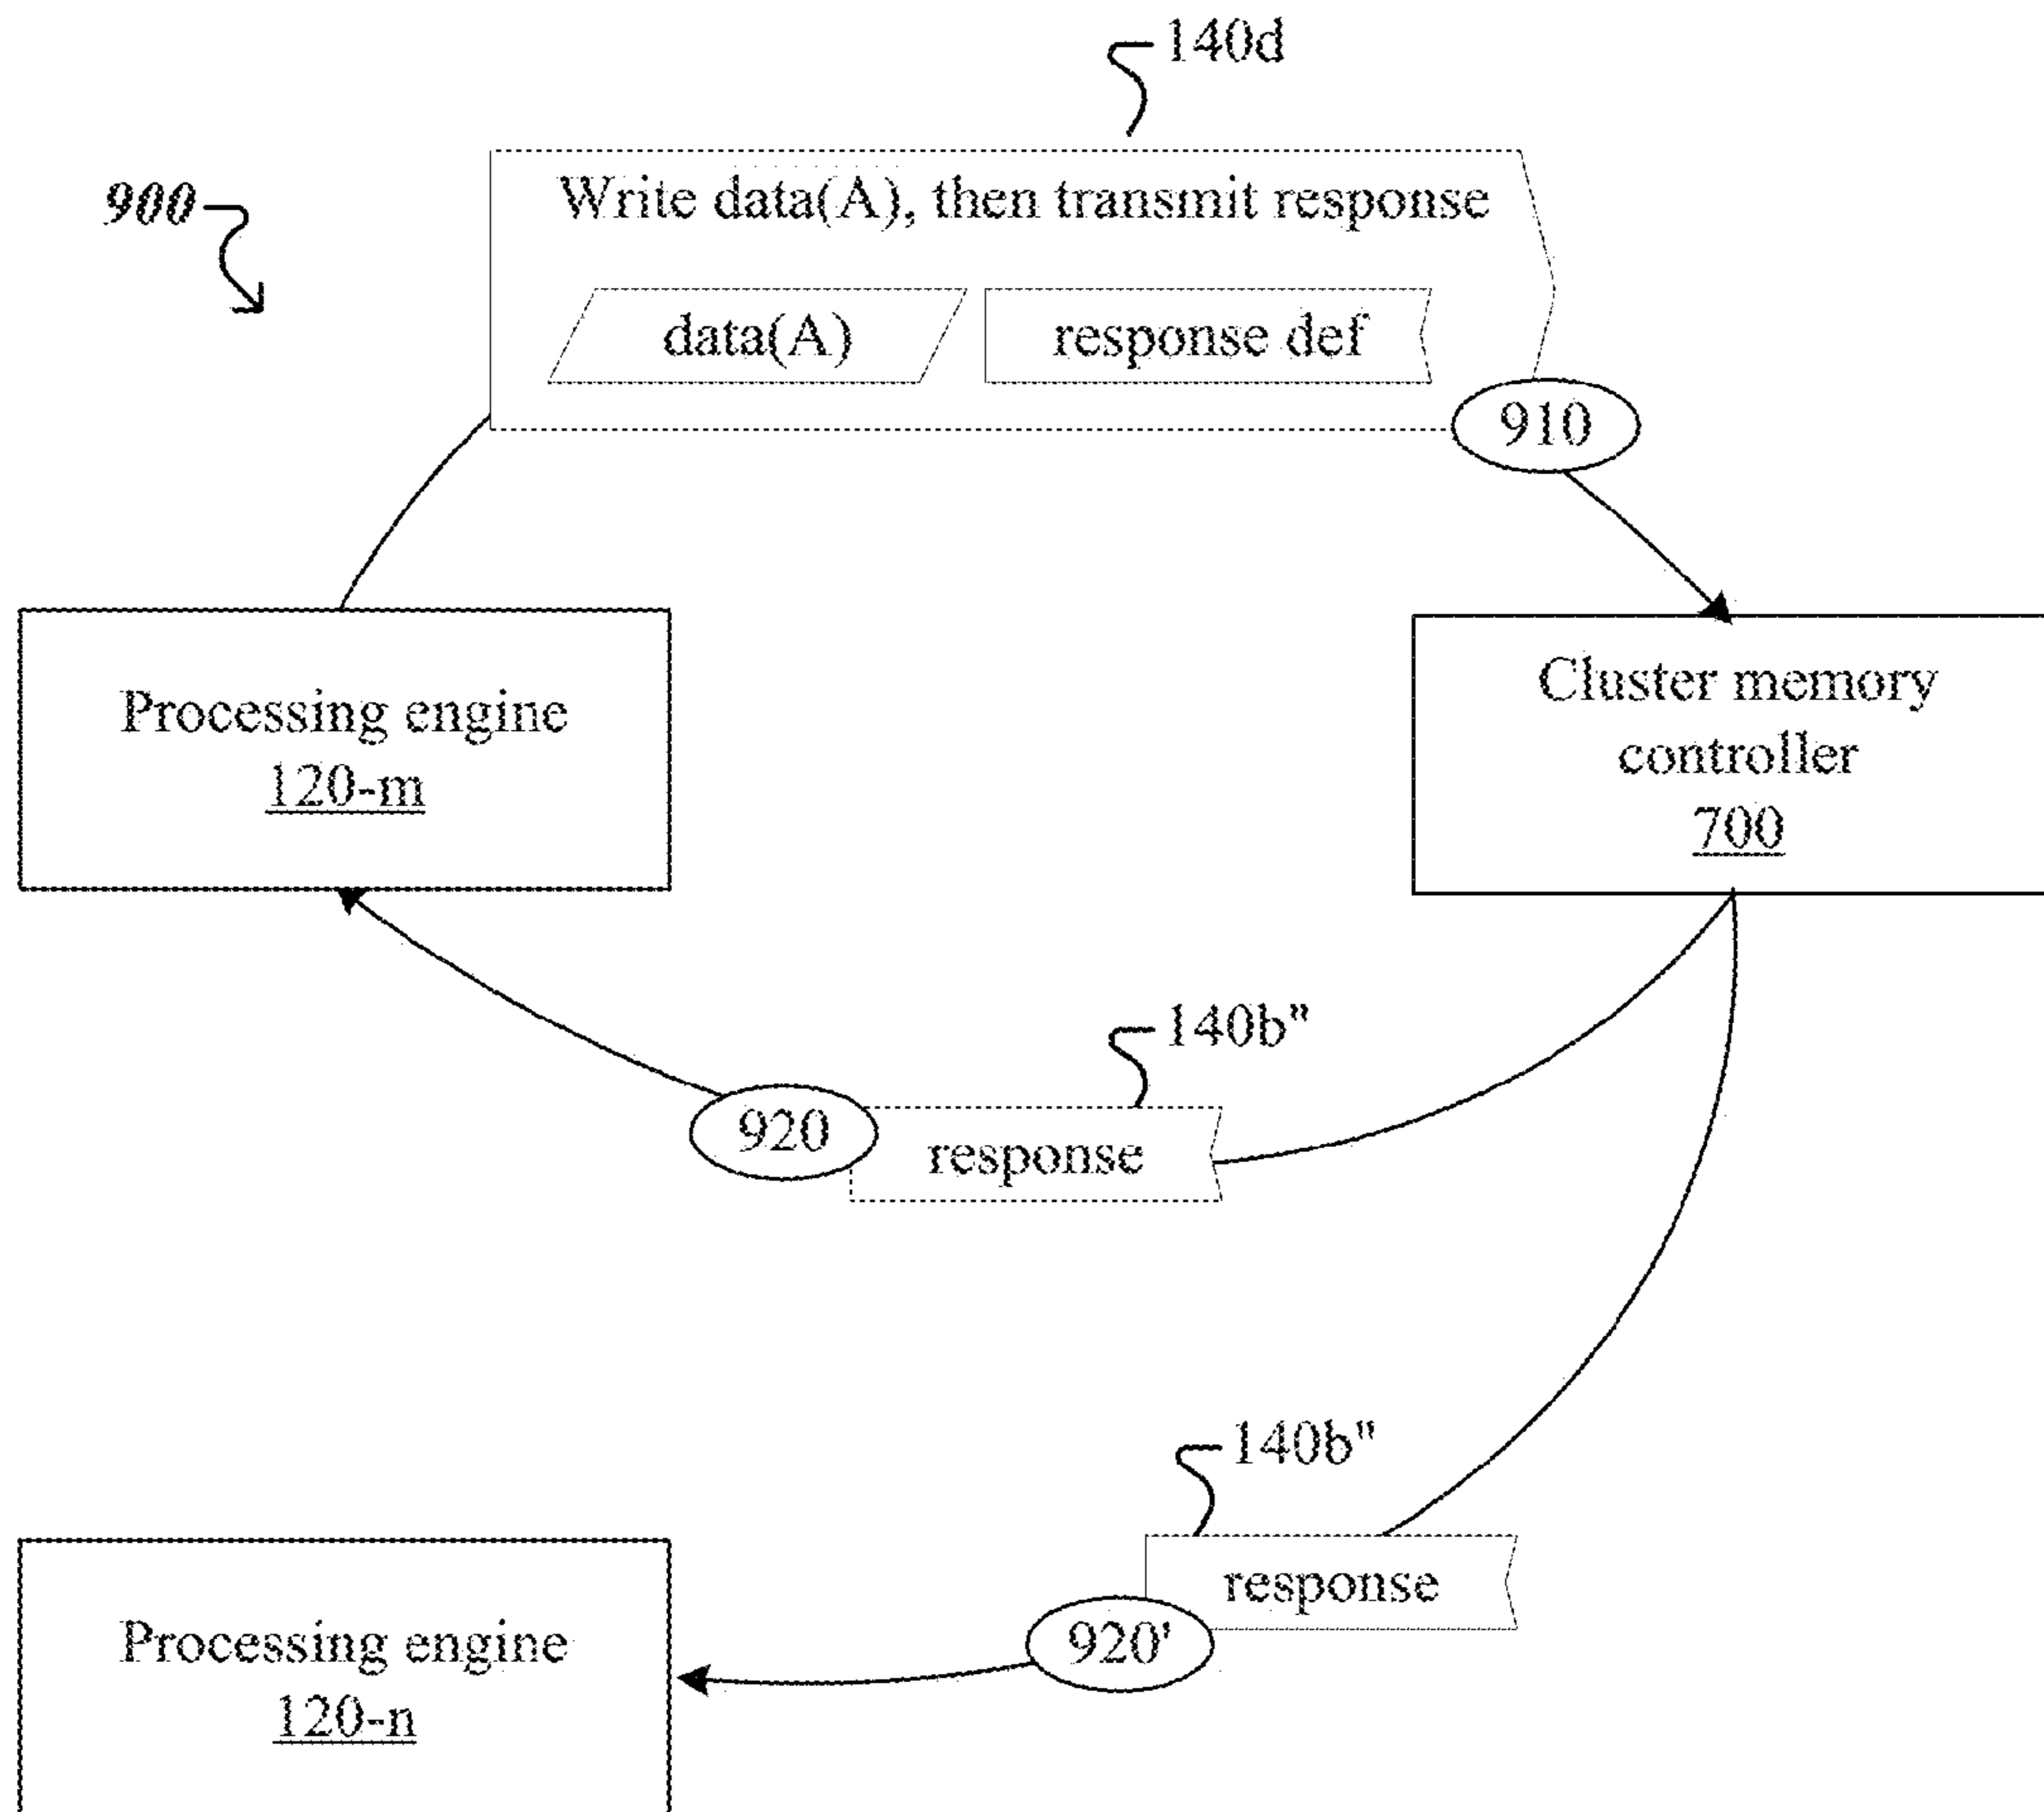 140d
900
Write data(A), then transmit response
data(A)
response def
910
Processing engine
120-m
Cluster memory
controller
700
140b"
920
response
140b"
response
920'
Processing engine
120-n